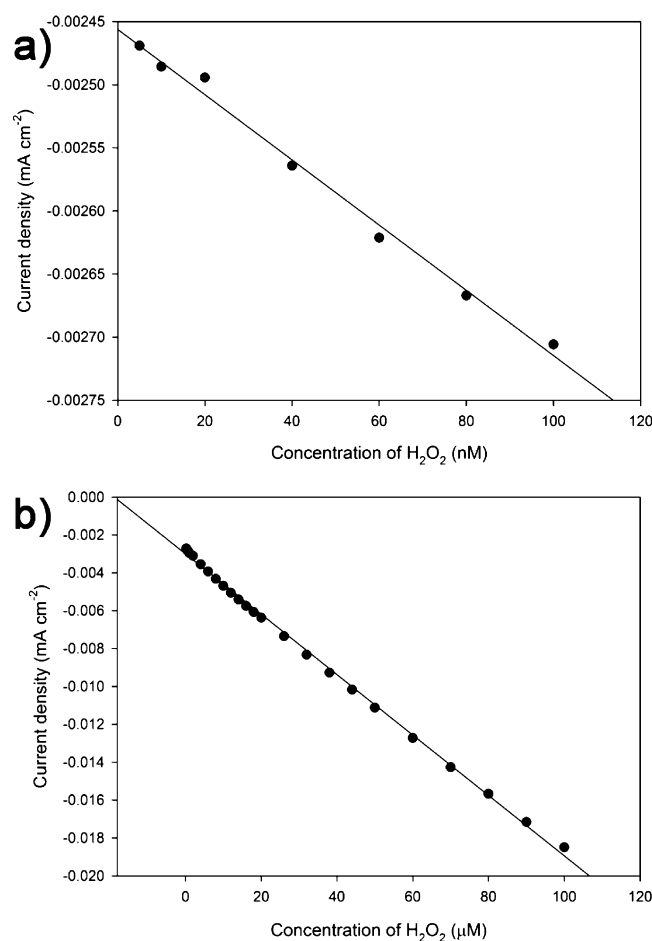 a)
-0.00245
-0.00250
-0.00255
-0.00260
-0.00265
-0.00270
-0.00275
Current density (mA cm⁻²)
0 20 40 60 80 100 120
Concentration of H₂O₂ (nM)
b)
0.000
-0.002
-0.004
-0.006
-0.008
-0.010
-0.012
-0.014
-0.016
-0.018
-0.020
Current density (mA cm⁻²)
0 20 40 60 80 100 120
Concentration of H₂O₂ (μM)